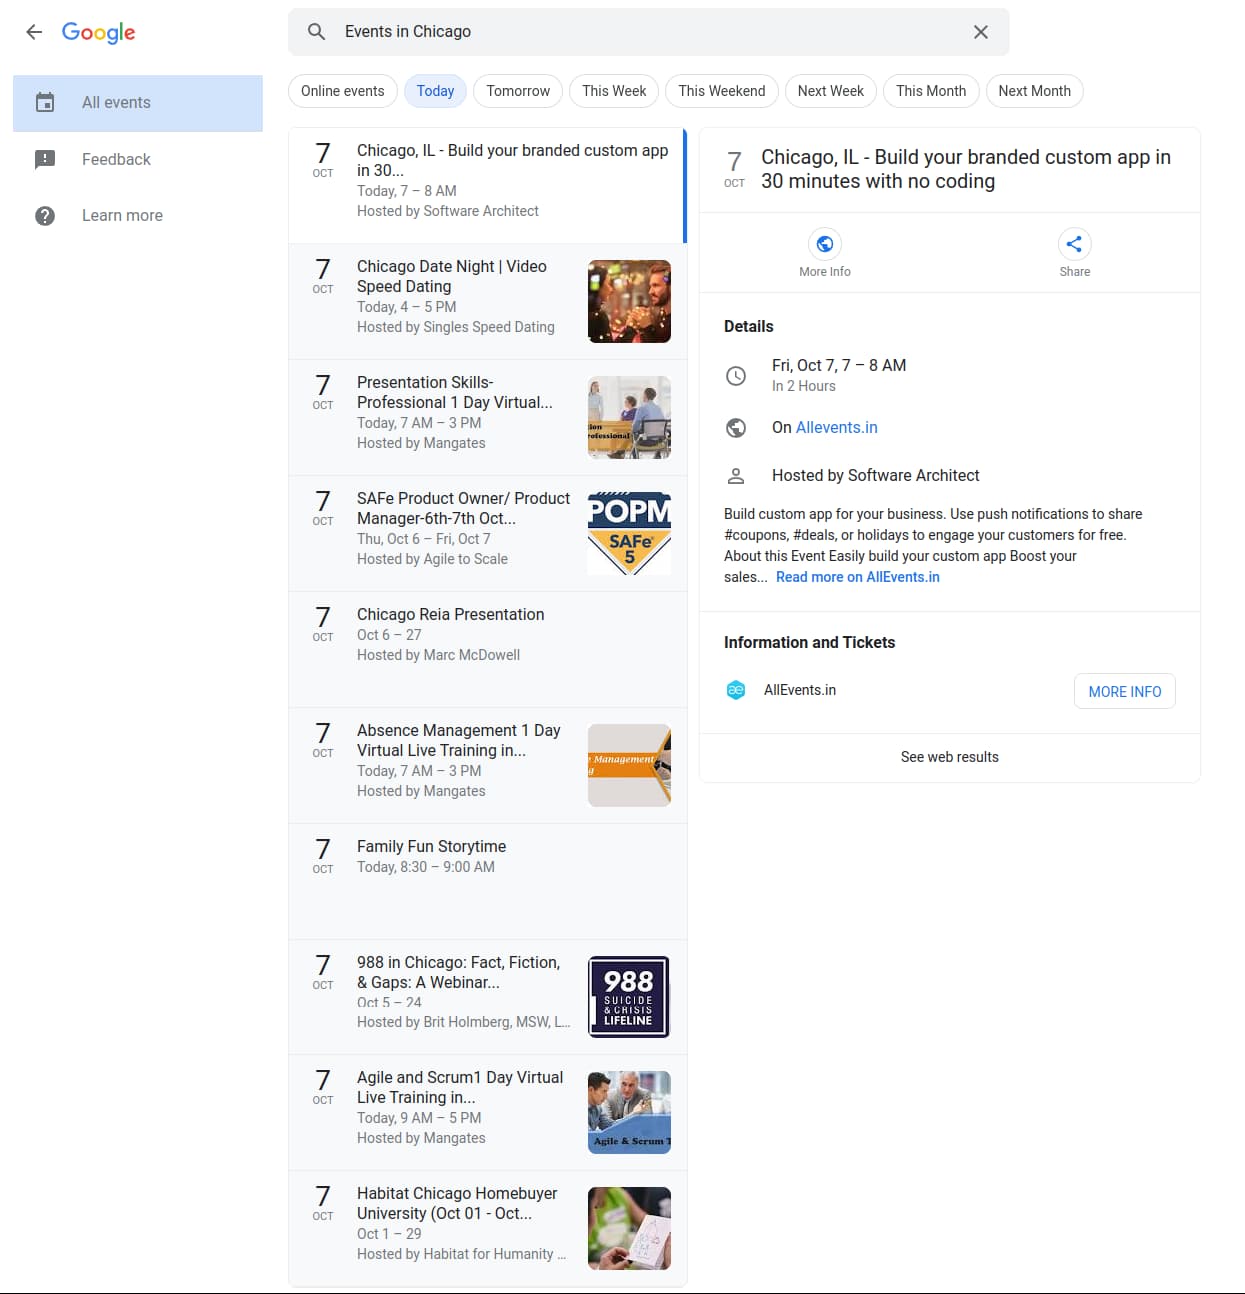 Google
Events in Chicago
Online events
Today
Tomorrow
This Week
This Weekend
Next Week
This Month
Next Month
All events
Feedback
Learn more
7
OCT
Chicago, IL - Build your branded custom app
in 30...
Today, 7 – 8 AM
Hosted by Software Architect
7
OCT
Chicago Date Night | Video
Speed Dating
Today, 4 – 5 PM
Hosted by Singles Speed Dating
7
OCT
Presentation Skills-
Professional 1 Day Virtual...
Today, 7 AM – 3 PM
Hosted by Mangates
ion
rofessional
7
OCT
SAFe Product Owner/ Product
Manager-6th-7th Oct...
Thu, Oct 6 – Fri, Oct 7
Hosted by Agile to Scale
POPM
SAFe
5
7
OCT
Chicago Reia Presentation
Oct 6 – 27
Hosted by Marc McDowell
7
OCT
Absence Management 1 Day
Virtual Live Training in...
Today, 7 AM – 3 PM
Hosted by Mangates
Management
g
7
OCT
Family Fun Storytime
Today, 8:30 – 9:00 AM
7
OCT
988 in Chicago: Fact, Fiction,
& Gaps: A Webinar...
Oct 5 – 24
Hosted by Brit Holmberg, MSW, L...
988
SUICIDE
& CRISIS
LIFELINE
7
OCT
Agile and Scrum1 Day Virtual
Live Training in...
Today, 9 AM – 5 PM
Hosted by Mangates
Agile & Scrum T
7
OCT
Habitat Chicago Homebuyer
University (Oct 01 - Oct...
Oct 1 – 29
Hosted by Habitat for Humanity ...
7
OCT
Chicago, IL - Build your branded custom app in
30 minutes with no coding
More Info
Share
Details
Fri, Oct 7, 7 – 8 AM
In 2 Hours
On Allevents.in
Hosted by Software Architect
Build custom app for your business. Use push notifications to share
#coupons, #deals, or holidays to engage your customers for free.
About this Event Easily build your custom app Boost your
sales... Read more on AllEvents.in
Information and Tickets
ae
AllEvents.in
MORE INFO
See web results